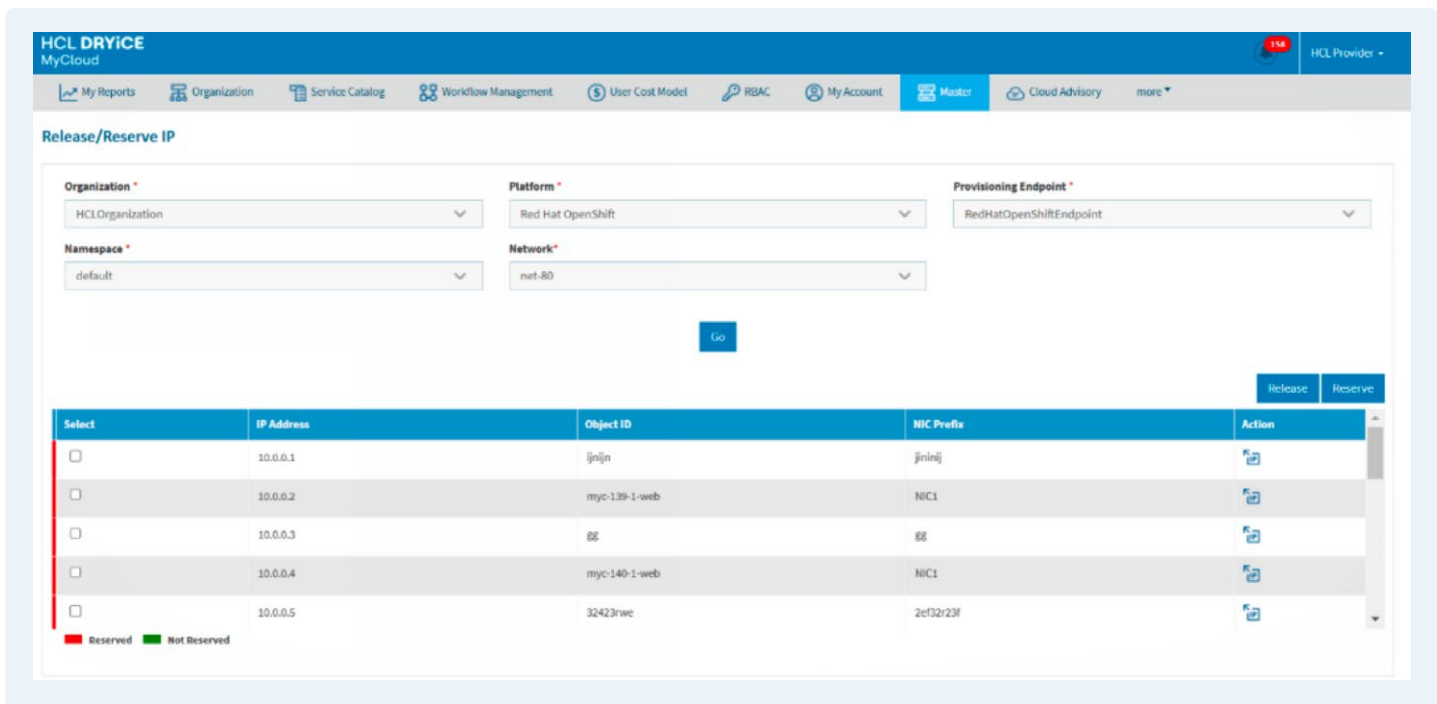 HCL DRYiCE
MyCloud
158
HCL Provider
My Reports Organization Service Catalog Workflow Management User Cost Model RBAC My Account Master Cloud Advisory more
Release/Reserve IP
Organization * Platform * Provisioning Endpoint *
HCLOrganization Red Hat OpenShift RedHatOpenShiftEndpoint
Namespace * Network*
default net-80
Go
Release Reserve
Select IP Address Object ID NIC Prefix Action
10.0.0.1 ijnijn jininij
10.0.0.2 myc-139-1-web NIC1
10.0.0.3 gg gg
10.0.0.4 myc-140-1-web NIC1
10.0.0.5 32423rwe 2ef32r23f
Reserved Not Reserved